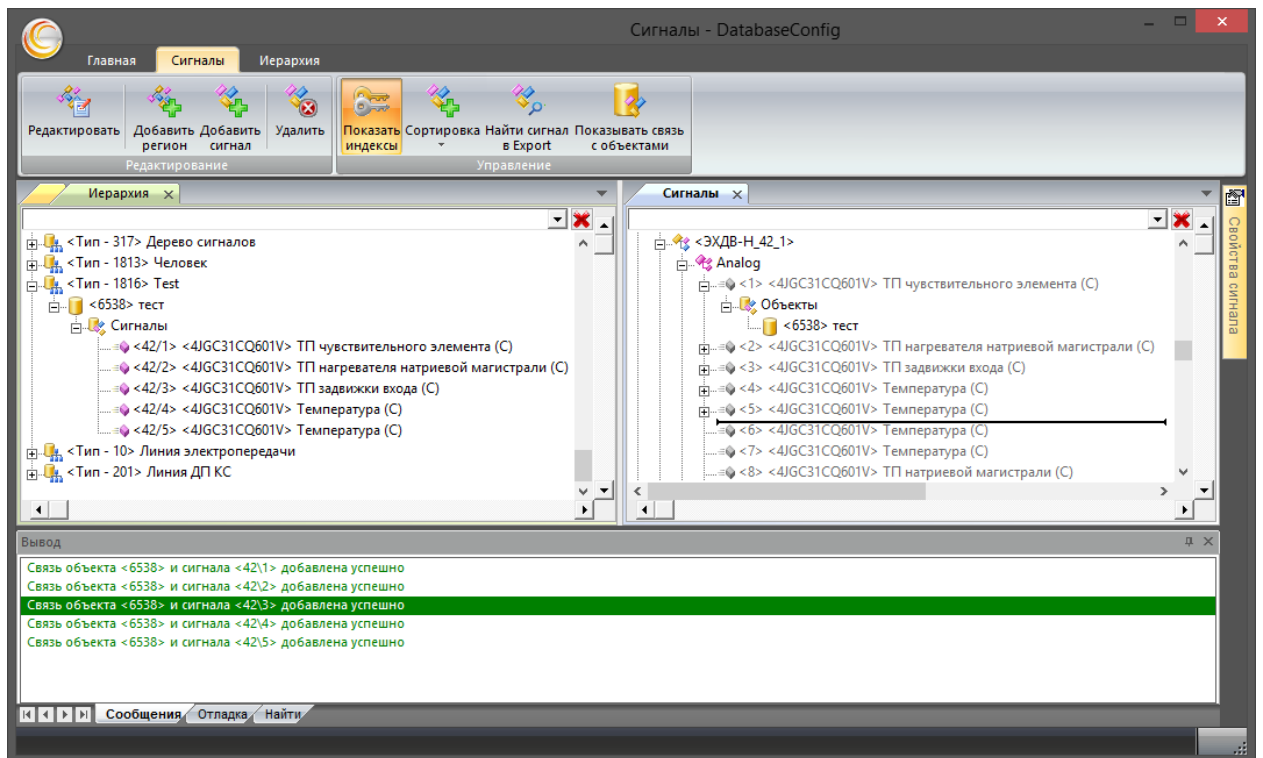 Сигналы - DatabaseConfig
Главная Сигналы Иерархия
Редактировать Добавить регион Добавить сигнал Удалить Показать индексы Сортировка Найти сигнал в Export Показывать связь с объектами
Редактирование Управление
Иерархия
<Тип - 317> Дерево сигналов
<Тип - 1813> Человек
<Тип - 1816> Test
<6538> тест
Сигналы
<42/1> <4JGC31CQ601V> ТП чувствительного элемента (C)
<42/2> <4JGC31CQ601V> ТП нагревателя натриевой магистрали (C)
<42/3> <4JGC31CQ601V> ТП задвижки входа (C)
<42/4> <4JGC31CQ601V> Температура (C)
<42/5> <4JGC31CQ601V> Температура (C)
<Тип - 10> Линия электропередачи
<Тип - 201> Линия ДП КС
Сигналы
<ЭХДВ-Н_42_1>
Analog
<1> <4JGC31CQ601V> ТП чувствительного элемента (C)
Объекты
<6538> тест
<2> <4JGC31CQ601V> ТП нагревателя натриевой магистрали (C)
<3> <4JGC31CQ601V> ТП задвижки входа (C)
<4> <4JGC31CQ601V> Температура (C)
<5> <4JGC31CQ601V> Температура (C)
<6> <4JGC31CQ601V> Температура (C)
<7> <4JGC31CQ601V> Температура (C)
<8> <4JGC31CQ601V> ТП натриевой магистрали (C)
Свойства сигнала
Вывод
Связь объекта <6538> и сигнала <42\1> добавлена успешно
Связь объекта <6538> и сигнала <42\2> добавлена успешно
Связь объекта <6538> и сигнала <42\3> добавлена успешно
Связь объекта <6538> и сигнала <42\4> добавлена успешно
Связь объекта <6538> и сигнала <42\5> добавлена успешно
Сообщения Отладка Найти